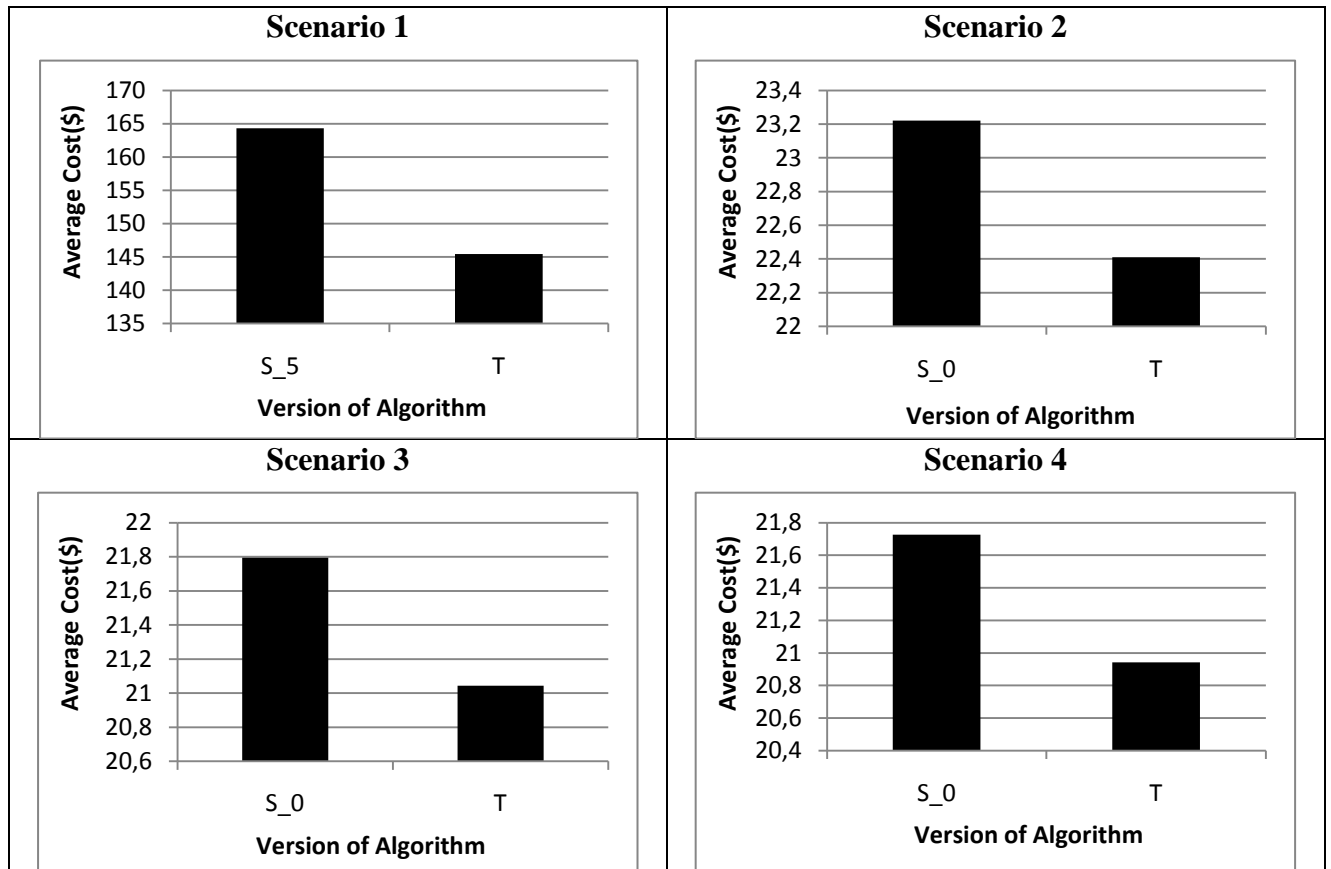 Scenario 1
Average Cost($)
170
165
160
155
150
145
140
135
S_5 T
Version of Algorithm
Scenario 2
Average Cost($)
23,4
23,2
23
22,8
22,6
22,4
22,2
22
S_0 T
Version of Algorithm
Scenario 3
Average Cost($)
22
21,8
21,6
21,4
21,2
21
20,8
20,6
S_0 T
Version of Algorithm
Scenario 4
Average Cost($)
21,8
21,6
21,4
21,2
21
20,8
20,6
20,4
S_0 T
Version of Algorithm